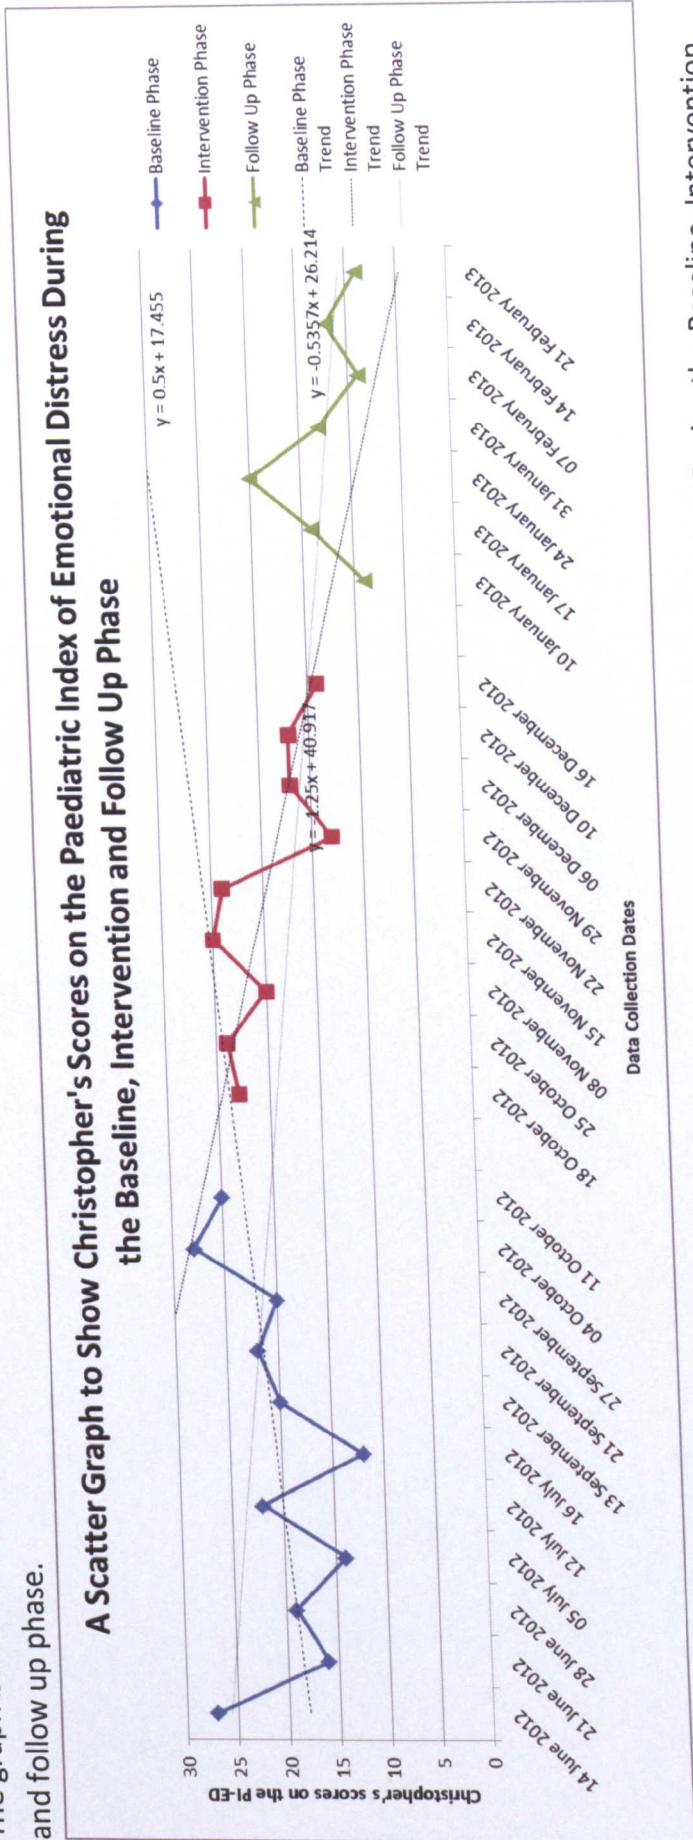 and follow up phase.
A Scatter Graph to Show Christopher's Scores on the Paediatric Index of Emotional Distress During
the Baseline, Intervention and Follow Up Phase
Christopher's scores on the PI-ED
30
25
20
15
10
5
0
y = 0.5x + 17.455
y = -1.25x + 40.917
y = -0.5357x + 26.214
Baseline Phase
Intervention Phase
Follow Up Phase
Baseline Phase
Trend
Intervention Phase
Trend
Follow Up Phase
Trend
14 June 2012
21 June 2012
28 June 2012
05 July 2012
12 July 2012
16 July 2012
13 September 2012
21 September 2012
27 September 2012
04 October 2012
11 October 2012
18 October 2012
25 October 2012
08 November 2012
15 November 2012
22 November 2012
29 November 2012
06 December 2012
10 December 2012
16 December 2012
10 January 2013
17 January 2013
24 January 2013
31 January 2013
07 February 2013
14 February 2013
21 February 2013
Data Collection Dates
the Baseline, Intervention